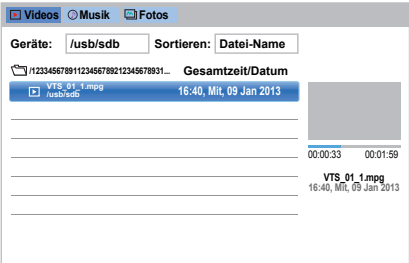 Videos Musik Fotos
Geräte: /usb/sdb Sortieren: Datei-Name
/12334567891123456789212345678931... Gesamtzeit/Datum
VTS_01_1.mpg 16:40, Mit, 09 Jan 2013
/usb/sdb
00:00:33 00:01:59
VTS_01_1.mpg
16:40, Mit, 09 Jan 2013